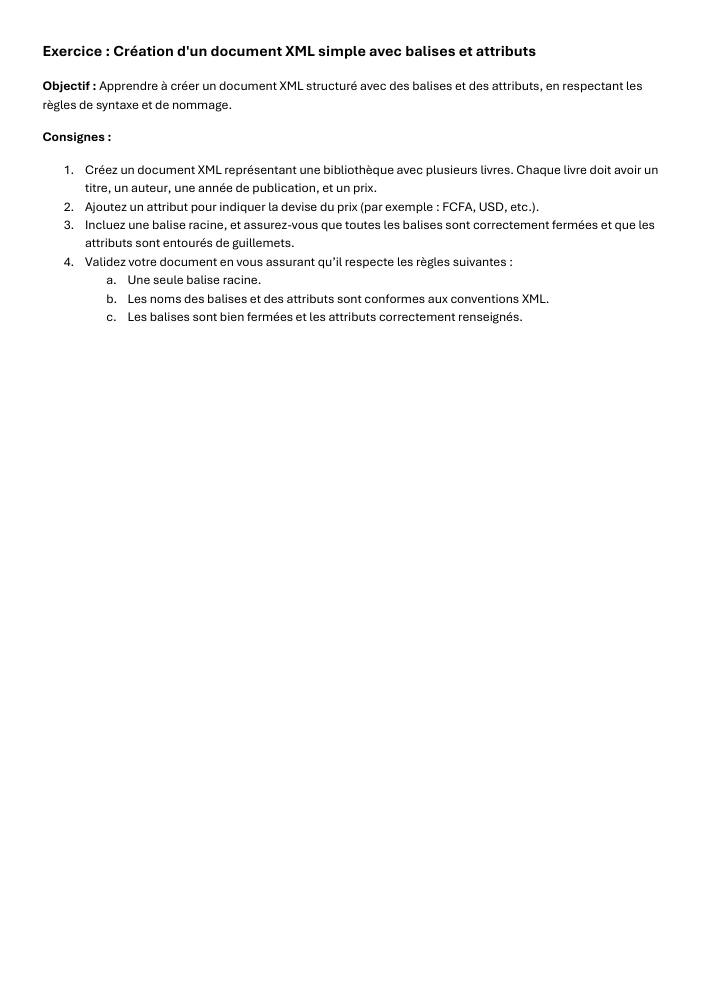 Exercice : Création d'un document XML simple avec balises et attributs
Objectif : Apprendre à créer un document XML structuré avec des balises et des attributs, en respectant les
règles de syntaxe et de nommage.
Consignes :
1. Créez un document XML représentant une bibliothèque avec plusieurs livres. Chaque livre doit avoir un
titre, un auteur, une année de publication, et un prix.
2. Ajoutez un attribut pour indiquer la devise du prix (par exemple : FCFA, USD, etc.).
3. Incluez une balise racine, et assurez-vous que toutes les balises sont correctement fermées et que les
attributs sont entourés de guillemets.
4. Validez votre document en vous assurant qu’il respecte les règles suivantes :
a. Une seule balise racine.
b. Les noms des balises et des attributs sont conformes aux conventions XML.
c. Les balises sont bien fermées et les attributs correctement renseignés.